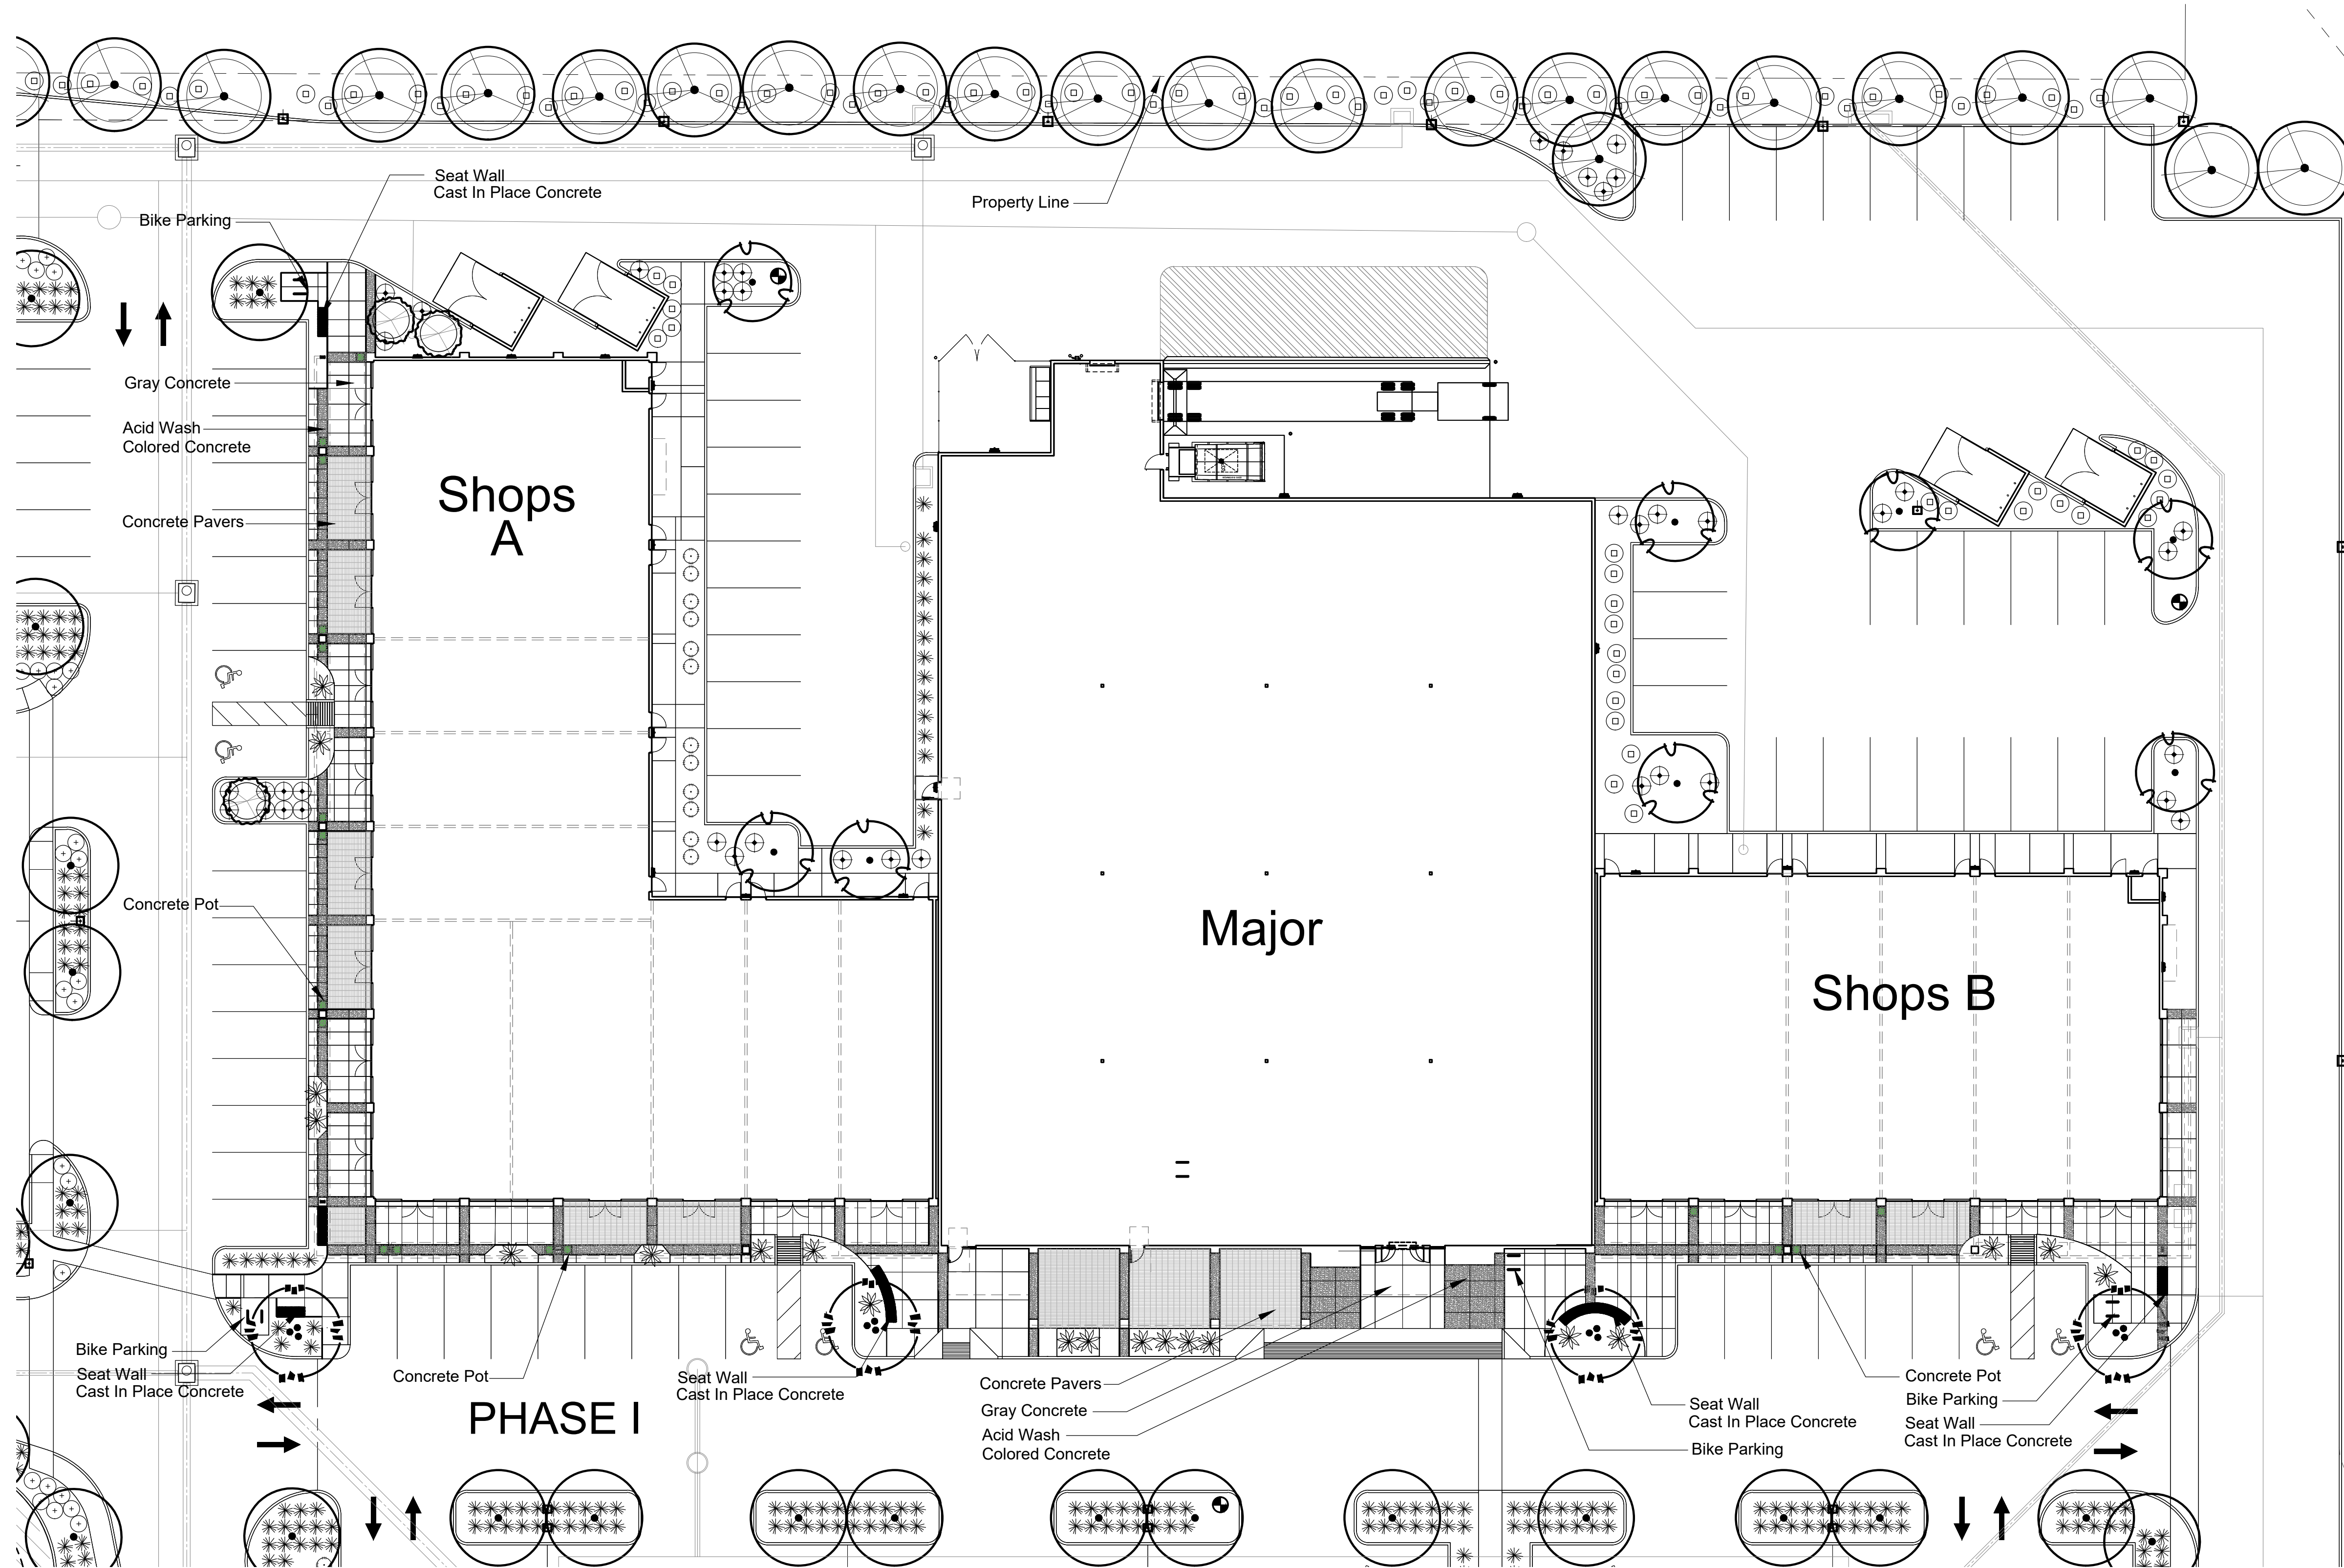 Seat Wall
Cast In Place Concrete
Property Line
Bike Parking
Gray Concrete
Acid Wash
Colored Concrete
Shops
A
Concrete Pavers
Concrete Pot
Major
Shops B
Bike Parking
Seat Wall
Cast In Place Concrete
Concrete Pot
Seat Wall
Cast In Place Concrete
PHASE I
Concrete Pavers
Gray Concrete
Acid Wash
Colored Concrete
Seat Wall
Cast In Place Concrete
Bike Parking
Concrete Pot
Bike Parking
Seat Wall
Cast In Place Concrete